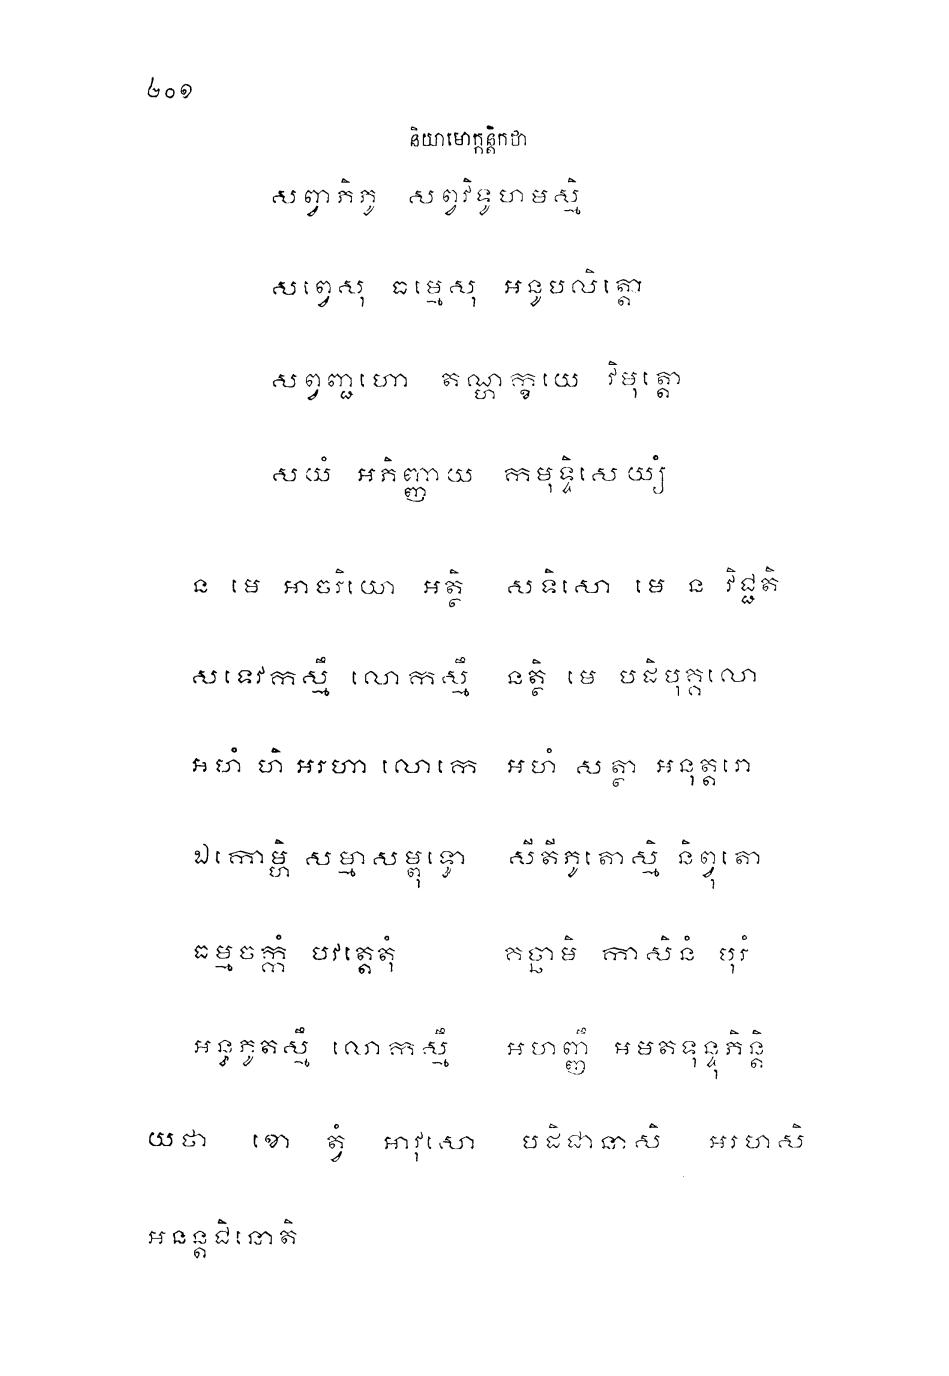 ៤០១
និយាមោក្កន្តិកថា
សព្វាភិភូ សព្វវិទូហមស្មិ
សព្វេសុ ធម្មេសុ អនូបលិត្តោ
សព្វញ្ជហោ តណ្ហក្ខយេ វិមុត្តោ
សយំ អភិញ្ញាយ កមុទ្ទិសេយ្យំ
ន មេ អាចរិយោ អត្ថិ សទិសោ មេ ន វិជ្ជតិ
សទេវកស្មឹ លោកស្មឹ នត្ថិ មេ បដិបុគ្គលោ
អហំ ហិ អរហា លោកេ អហំ សត្ថា អនុត្តរោ
ឯកោម្ហិ សម្មាសម្ពុទ្ធោ សីតីភូតោស្មិ និព្វុតោ
ធម្មចក្កំ បវត្តេតុំ គច្ឆាមិ កាសិនំ បុរំ
អន្ធភូតស្មឹ លោកស្មឹ អហញ្ញឹ អមតទុន្ទុភិន្តិ
យថា ខោ ត្វំ អាវុសោ បដិជានាសិ អរហសិ
អនន្តជិនោតិ